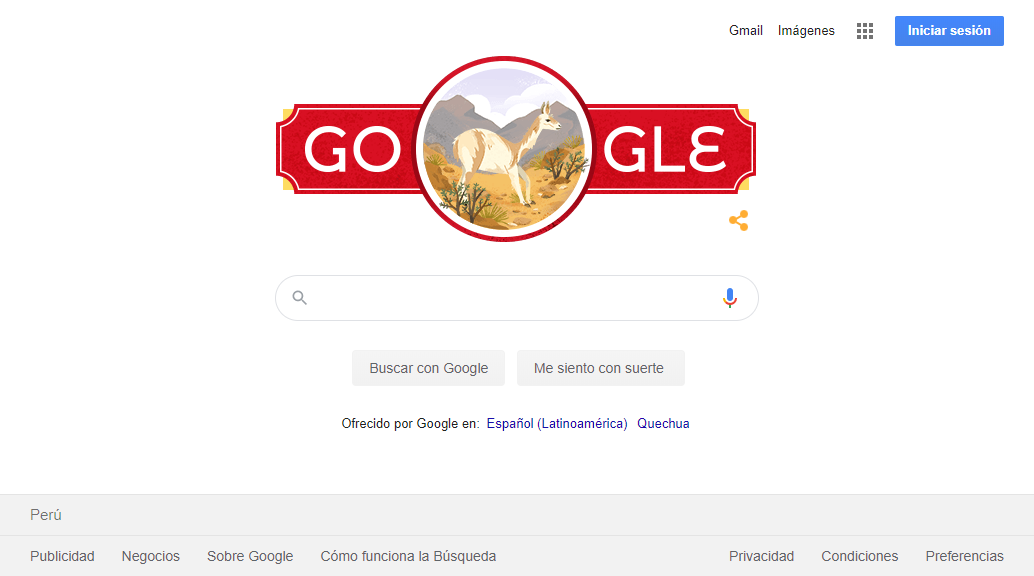 Gmail Imágenes Iniciar sesión
GO GLE
Buscar con Google Me siento con suerte
Ofrecido por Google en: Español (Latinoamérica) Quechua
Perú
Publicidad Negocios Sobre Google Cómo funciona la Búsqueda Privacidad Condiciones Preferencias